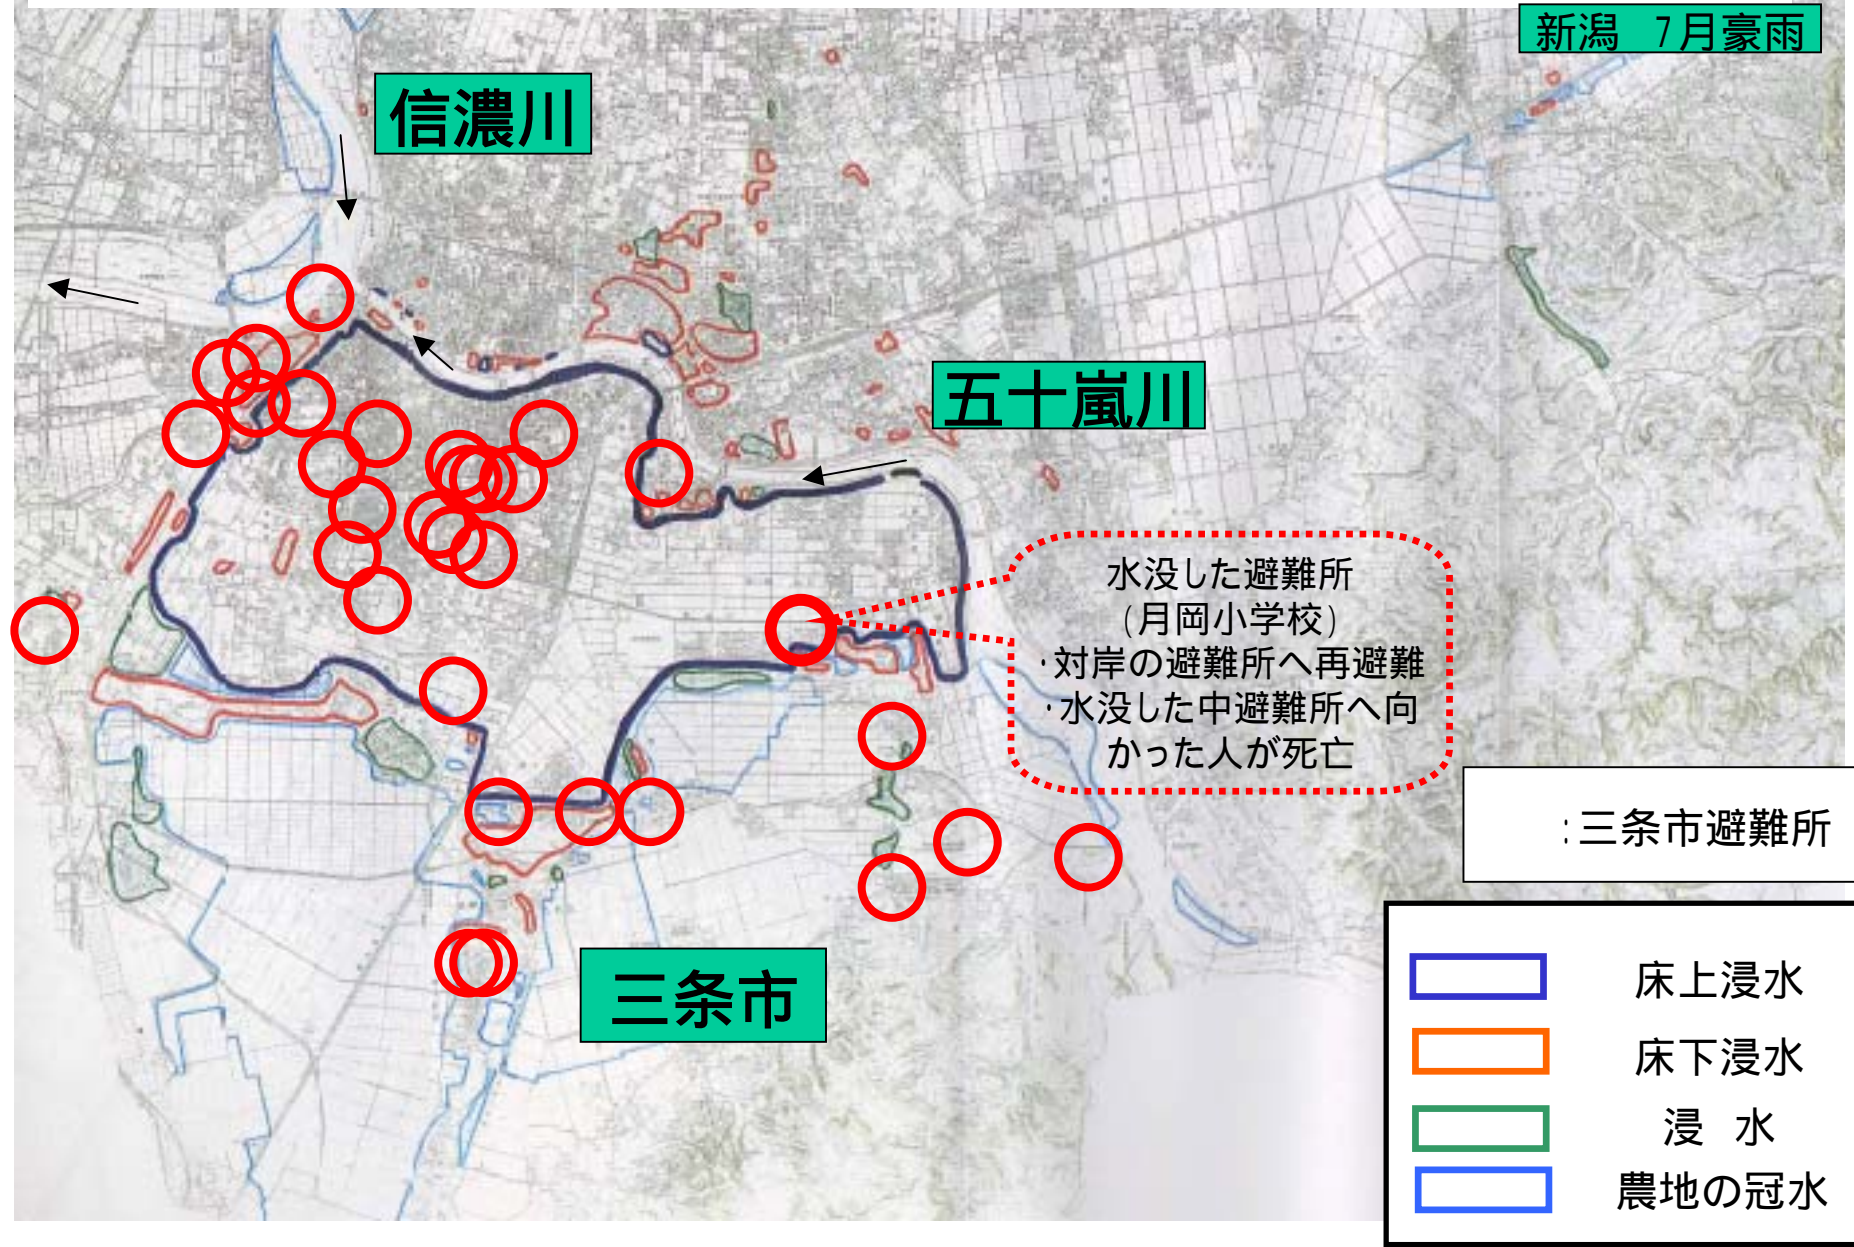 新潟 7月豪雨
信濃川
五十嵐川
水没した避難所
(月岡小学校)
・対岸の避難所へ再避難
・水没した中避難所へ向
かった人が死亡
:三条市避難所
三条市
床上浸水
床下浸水
浸 水
農地の冠水